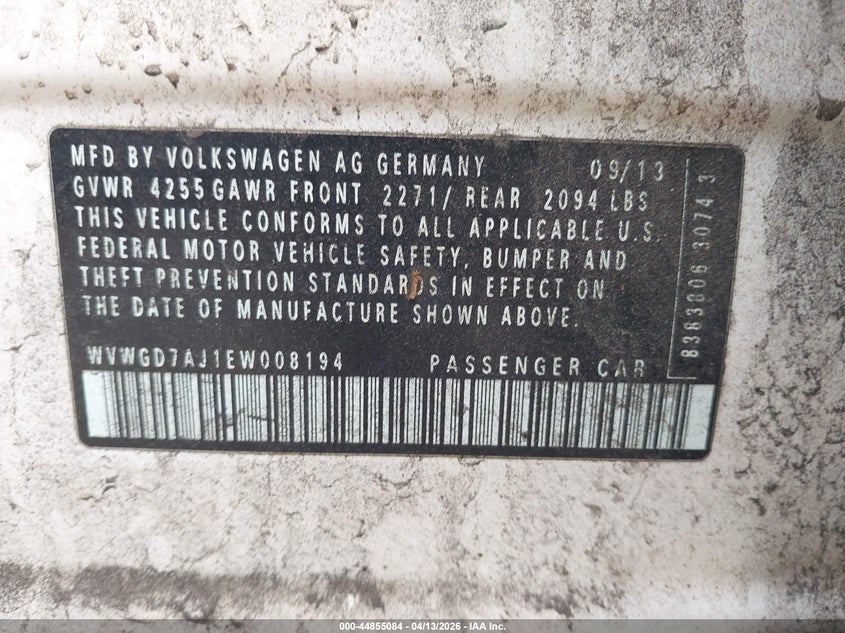 MFD BY VOLKSWAGEN AG GERMANY 09/13
GVWR 4255 GAWR FRONT 2271/ REAR 2094 LBS
THIS VEHICLE CONFORMS TO ALL APPLICABLE U.S.
FEDERAL MOTOR VEHICLE SAFETY, BUMPER AND
THEFT PREVENTION STANDARDS IN EFFECT ON
THE DATE OF MANUFACTURE SHOWN ABOVE.
WVWGD7AJ1EW008194 PASSENGER CAR
8383006 3074 3
000-44855084 | 04/13/2026 | IAA Inc.